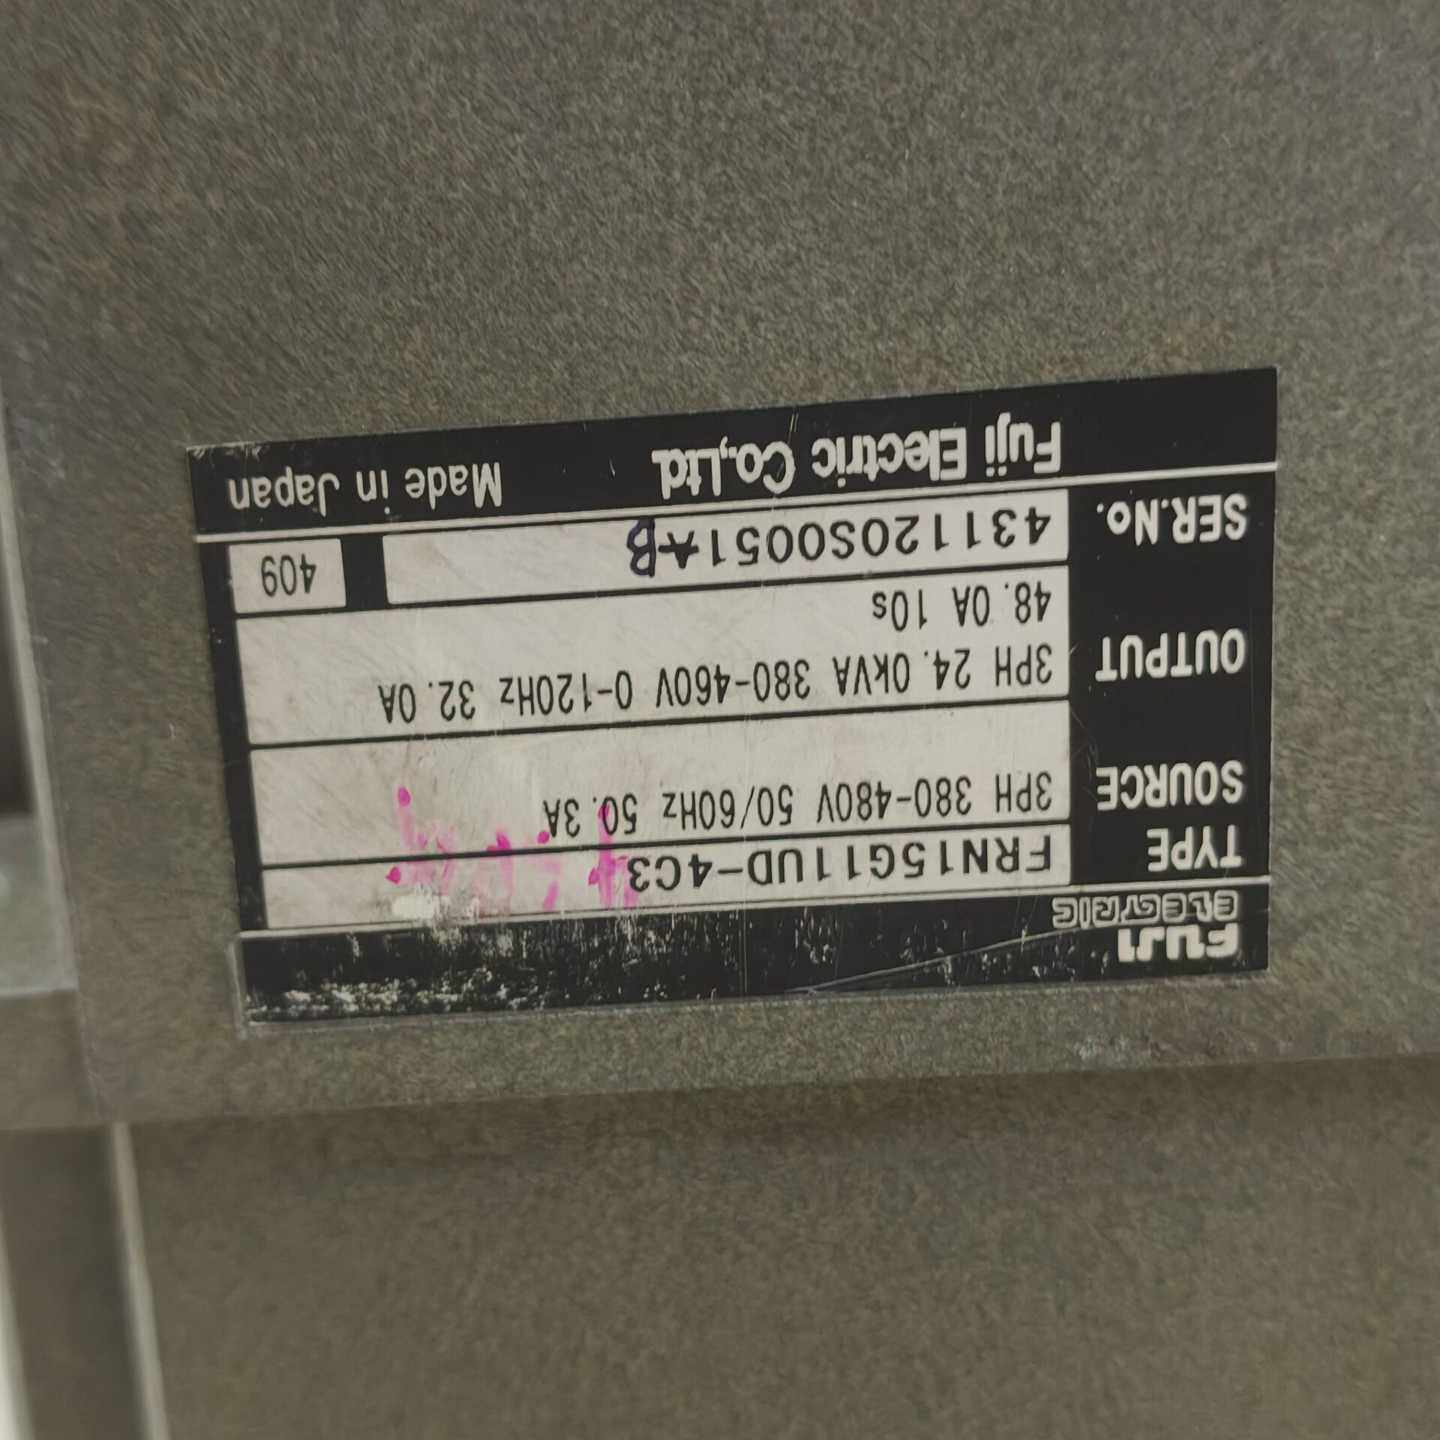 FUJI
ELECTRIC
TYPE FRN15G11UD-4C3
SOURCE 3PH 380-480V 50/60Hz 50.3A
OUTPUT 3PH 24.0kVA 380-460V 0-120Hz 32.0A
48.0A 10s
SER.No. 431120S0051A B 409
Fuji Electric Co.,Ltd. Made in Japan